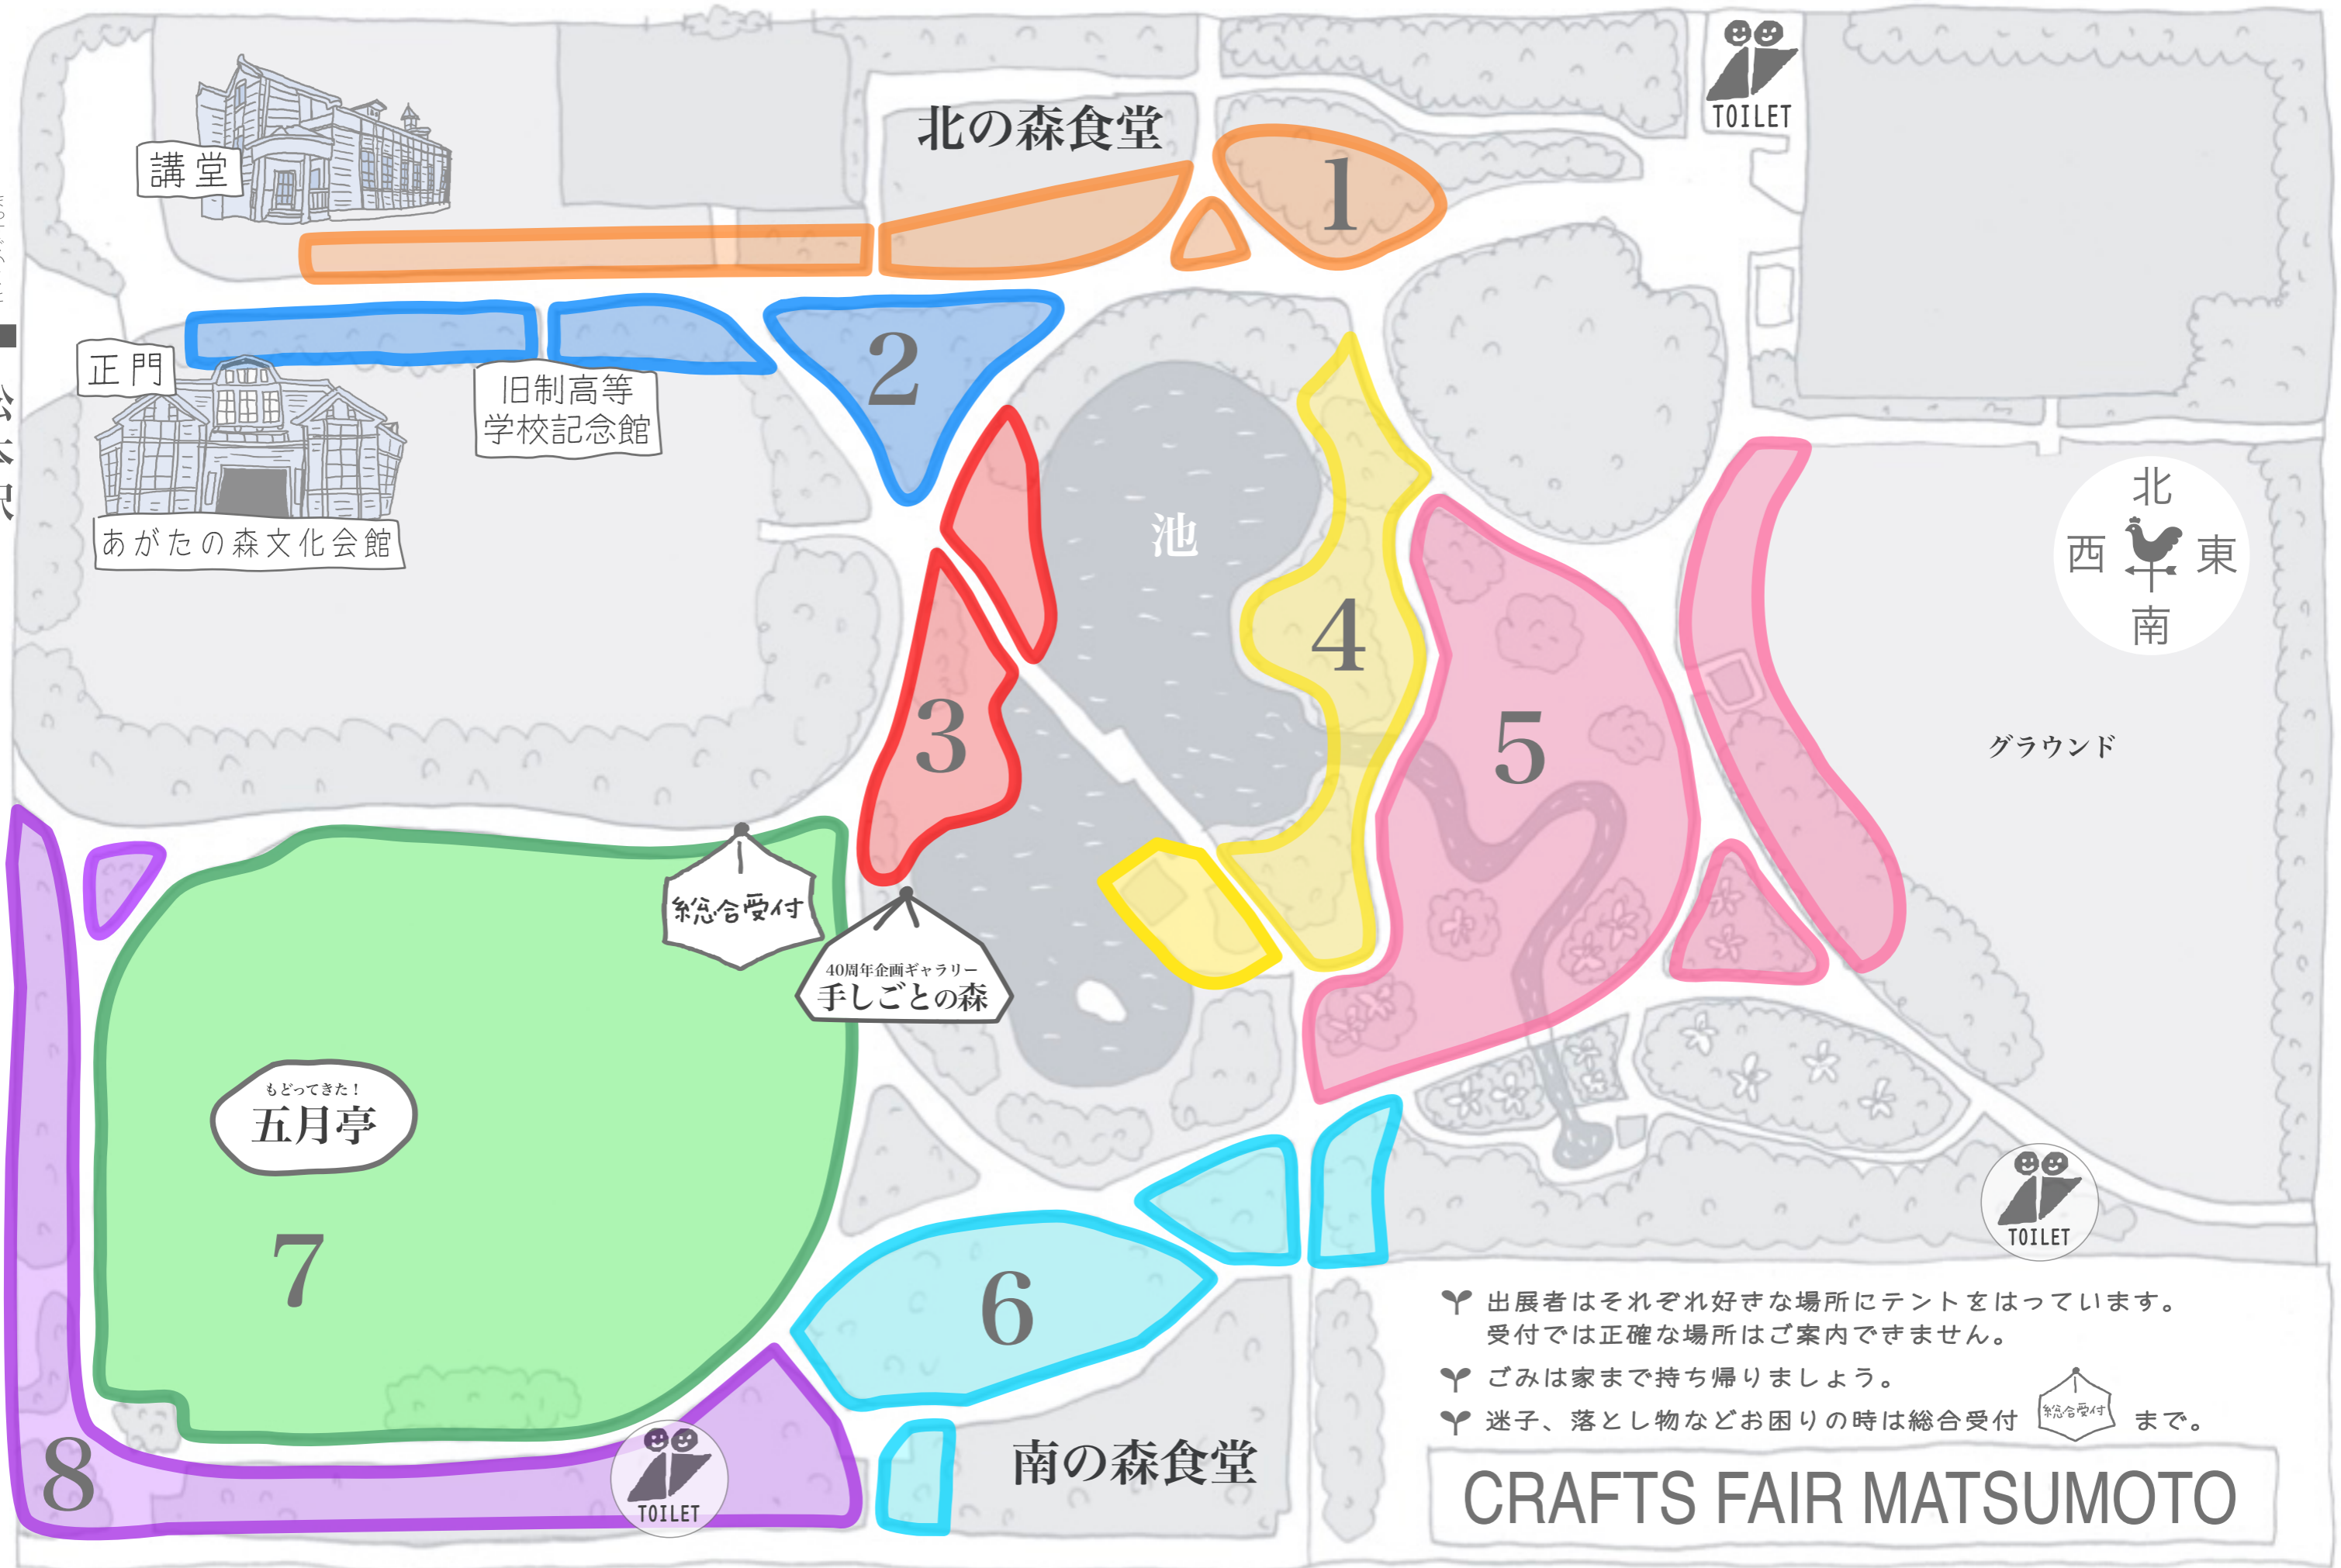 TOILET
北の森食堂
講堂
1
正門
旧制高等
学校記念館
2
あがたの森文化会館
池
北
西
東
南
3
4
5
グラウンド
総合受付
40周年企画ギャラリー
手しごとの森
もどってきた！
五月亭
7
6
8
TOILET
南の森食堂
TOILET
出展者はそれぞれ好きな場所にテントをはっています。
受付では正確な場所はご案内できません。
ごみは家まで持ち帰りましょう。
迷子、落とし物などお困りの時は総合受付 総合受付 まで。
CRAFTS FAIR MATSUMOTO